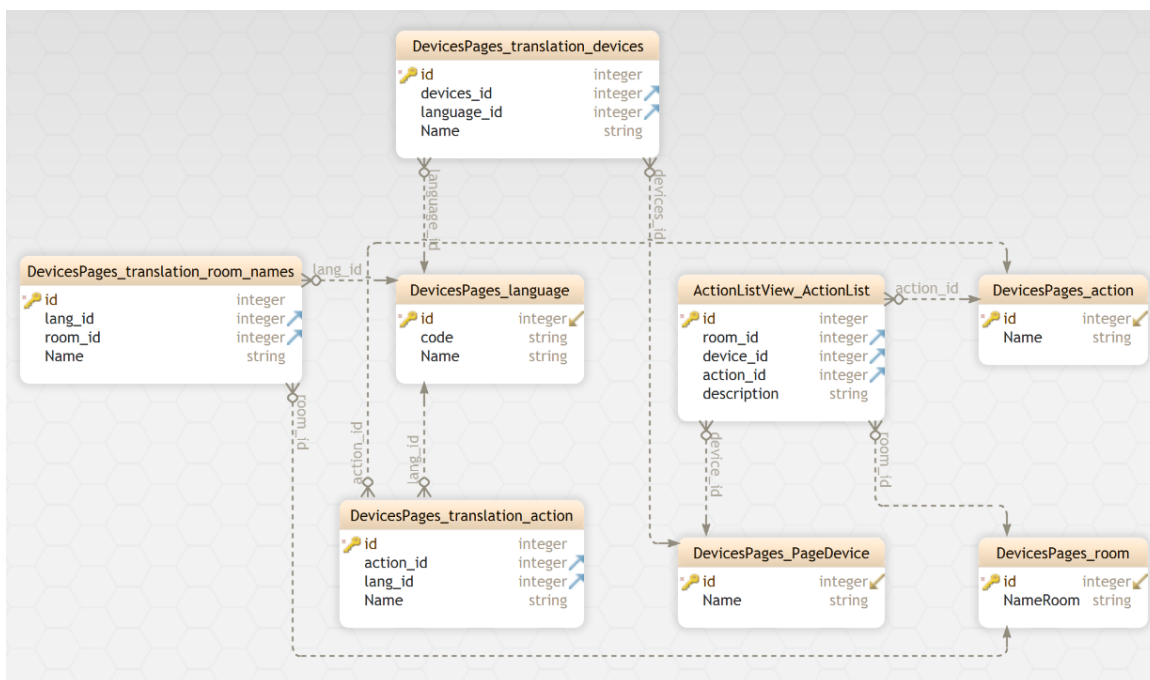 DevicesPages_translation_devices
id integer
devices_id integer
language_id integer
Name string
language_id
devices_id
DevicesPages_translation_room_names
id integer
lang_id integer
room_id integer
Name string
lang_id
DevicesPages_language
id integer
code string
Name string
ActionListView_ActionList
id integer
room_id integer
device_id integer
action_id integer
description string
action_id
DevicesPages_action
id integer
Name string
room_id
action_id
lang_id
device_id
room_id
DevicesPages_translation_action
id integer
action_id integer
lang_id integer
Name string
DevicesPages_PageDevice
id integer
Name string
DevicesPages_room
id integer
NameRoom string